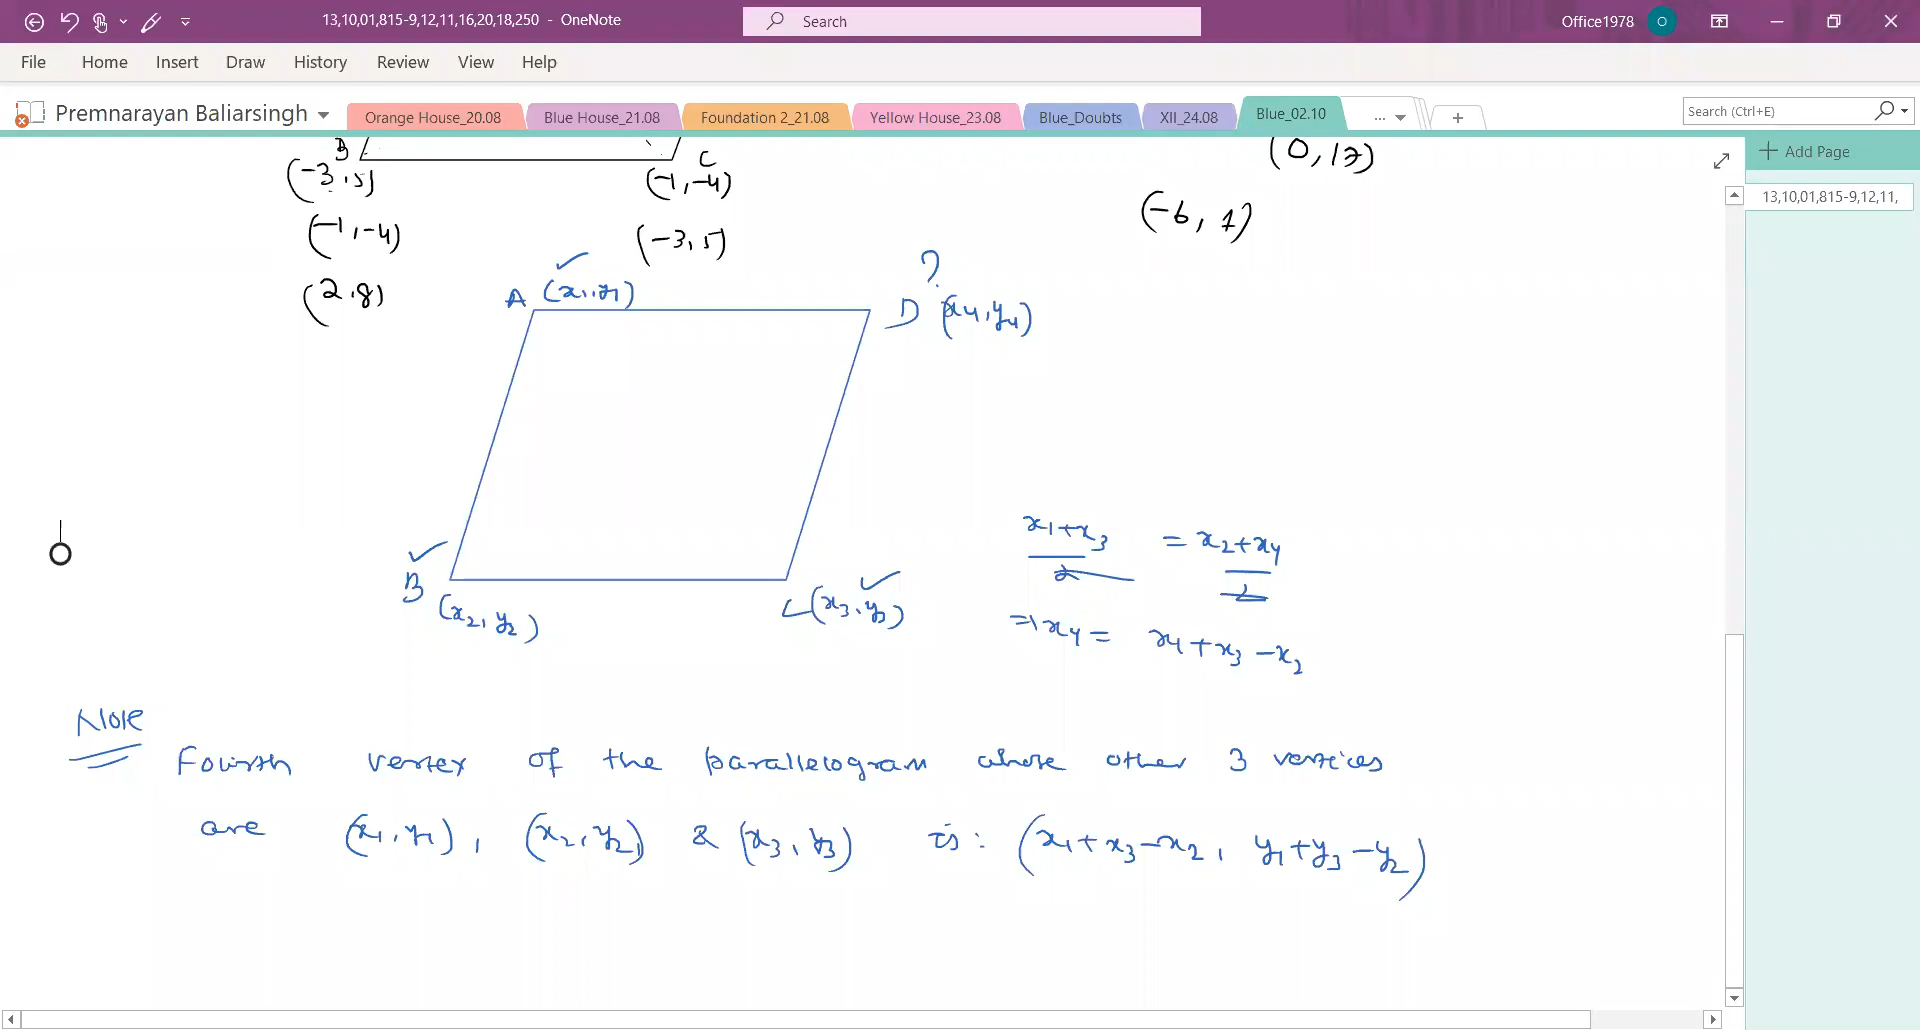 13,10,01,815-9,12,11,16,20,18,250 - OneNote
Search
Office1978
O
File Home Insert Draw History Review View Help
Premnarayan Baliarsingh
Orange House_20.08
Blue House_21.08
Foundation 2_21.08
Yellow House_23.08
Blue_Doubts
XII_24.08
Blue_02.10
...
+
Search (Ctrl+E)
+ Add Page
13,10,01,815-9,12,11,
B
C
(-3,5)
(-1,-4)
(0,17)
(-1,-4)
(-3,5)
(-6, 7)
(2,8)
A (x₁,y₁)
?
D (x₄,y₄)
B
(x₂, y₂)
C(x₃,y₃)
x₁+x₃/2 = x₂+x₄/2
⇒ x₄ = x₁+x₃-x₂
Note
Fourth vertex of the parallelogram whose other 3 vertices
are (x₁,y₁), (x₂,y₂) & (x₃,y₃) is: (x₁+x₃-x₂, y₁+y₃-y₂)